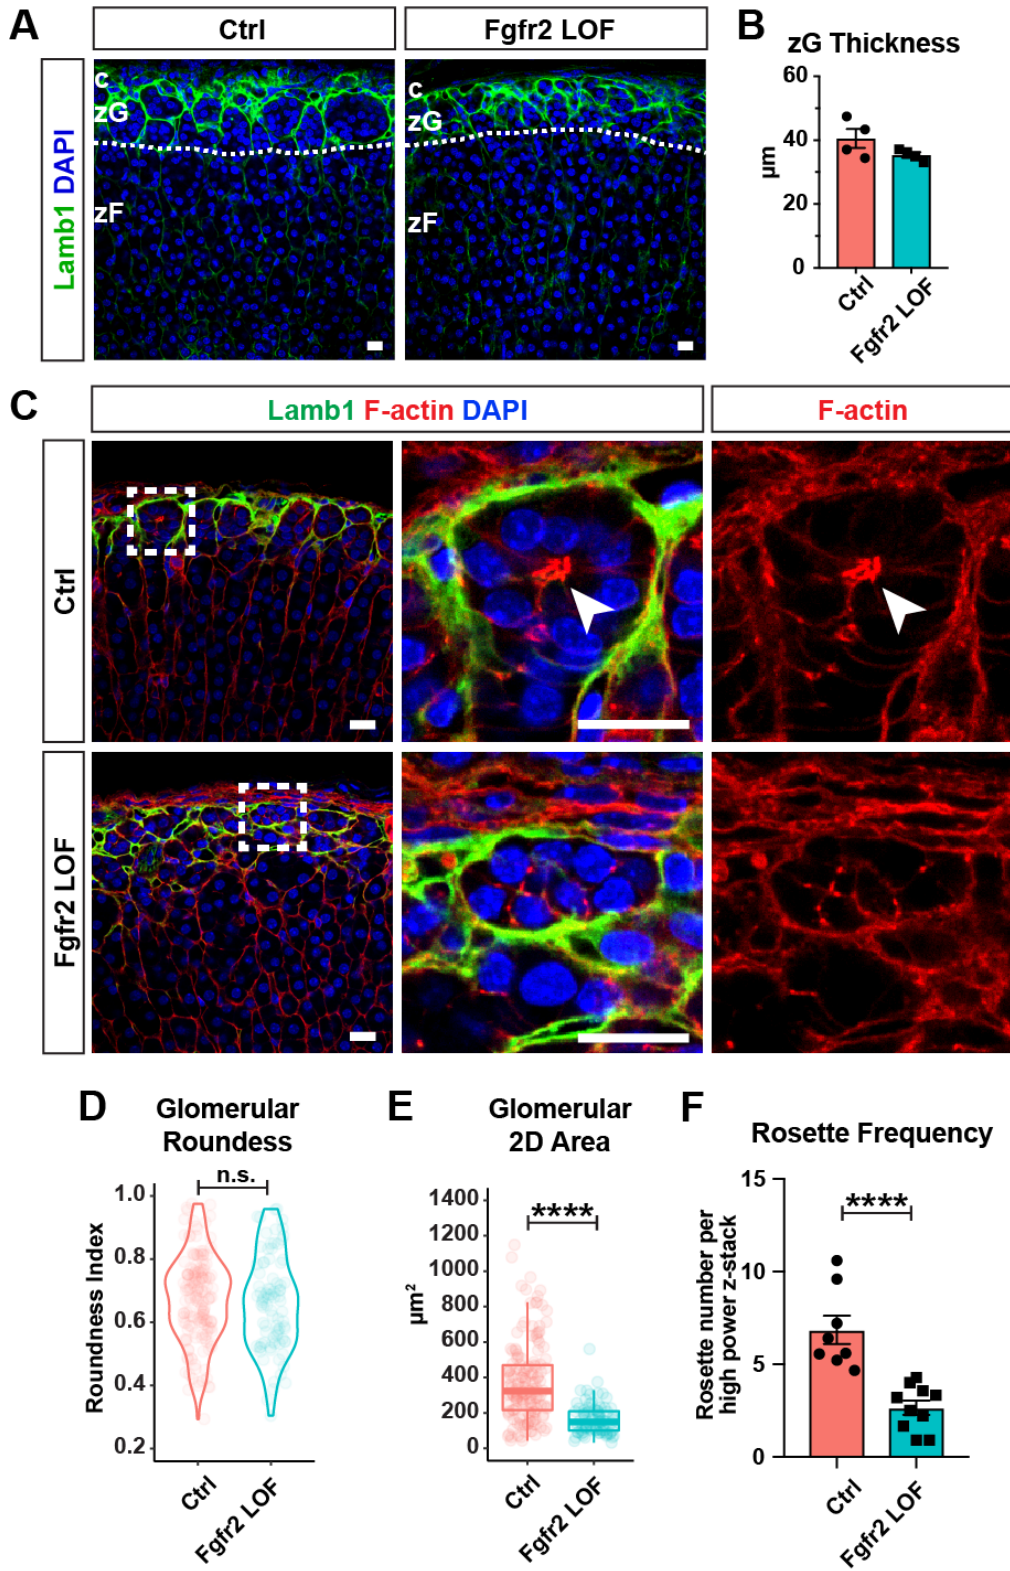 A
Ctrl
Fgfr2 LOF
Lamb1 DAPI
c
zG
zF
c
zG
zF
B
zG Thickness
60
40
20
0
µm
Ctrl
Fgfr2 LOF
C
Lamb1 F-actin DAPI
F-actin
Ctrl
Fgfr2 LOF
D
Glomerular
Roundess
n.s.
1.0
0.8
0.6
0.4
0.2
Roundness Index
Ctrl
Fgfr2 LOF
E
Glomerular
2D Area
****
1400
1200
1000
800
600
400
200
0
µm²
Ctrl
Fgfr2 LOF
F
Rosette Frequency
****
15
10
5
0
Rosette number per
high power z-stack
Ctrl
Fgfr2 LOF